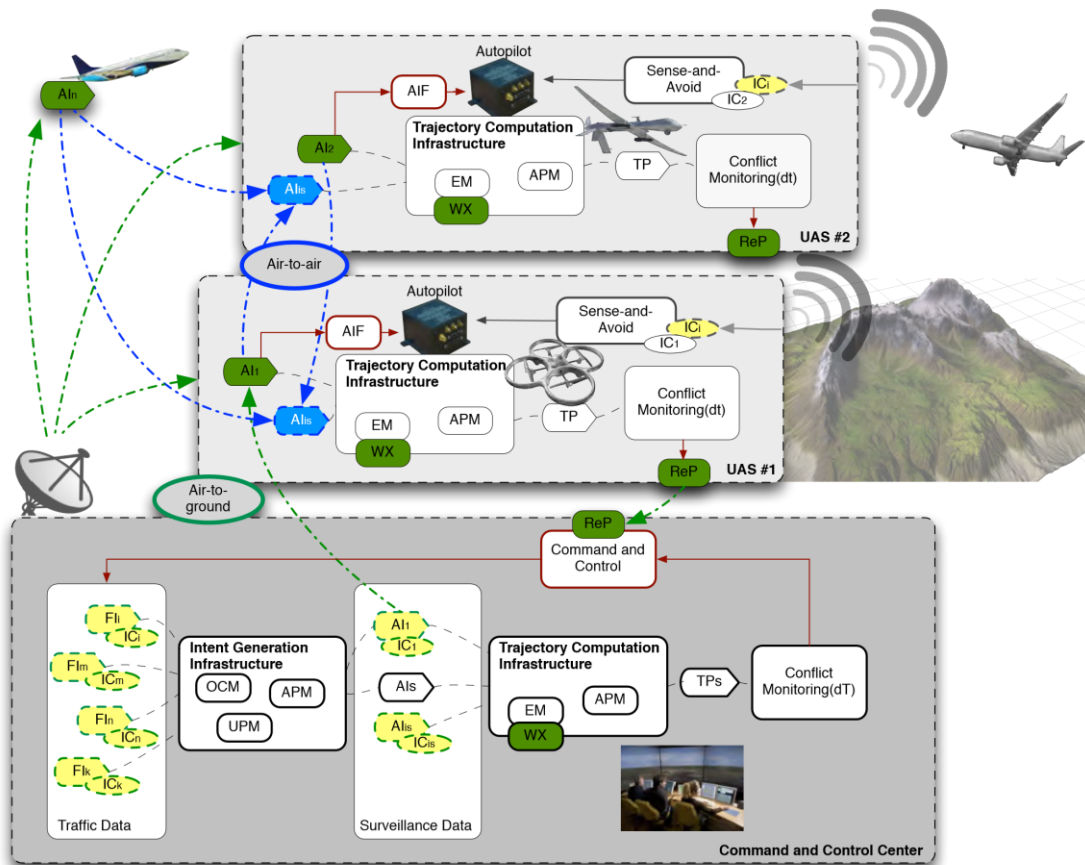 AIn
Autopilot
AIF
Sense-and-
Avoid
ICi
IC2
AI2
Trajectory Computation
Infrastructure
AIis
EM
APM
WX
TP
Conflict
Monitoring(dt)
ReP
UAS #2
Air-to-air
Autopilot
AIF
Sense-and-
Avoid
ICi
IC1
AI1
Trajectory Computation
Infrastructure
AIis
EM
APM
WX
TP
Conflict
Monitoring(dt)
ReP
UAS #1
Air-to-
ground
ReP
Command and
Control
FIi
ICi
FIm
ICm
FIn
ICn
FIk
ICk
Traffic Data
Intent Generation
Infrastructure
OCM
APM
UPM
AI1
IC1
AIs
AIis
ICis
Surveillance Data
Trajectory Computation
Infrastructure
EM
APM
WX
TPs
Conflict
Monitoring(dT)
Command and Control Center